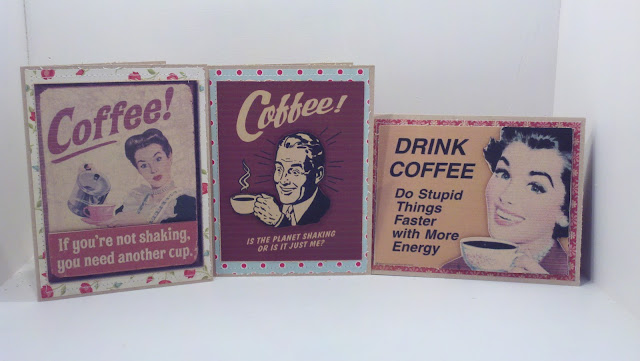 Coffee!
If you're not shaking,
you need another cup.
Coffee!
IS THE PLANET SHAKING
OR IS IT JUST ME?
DRINK
COFFEE
Do Stupid
Things
Faster
with More
Energy